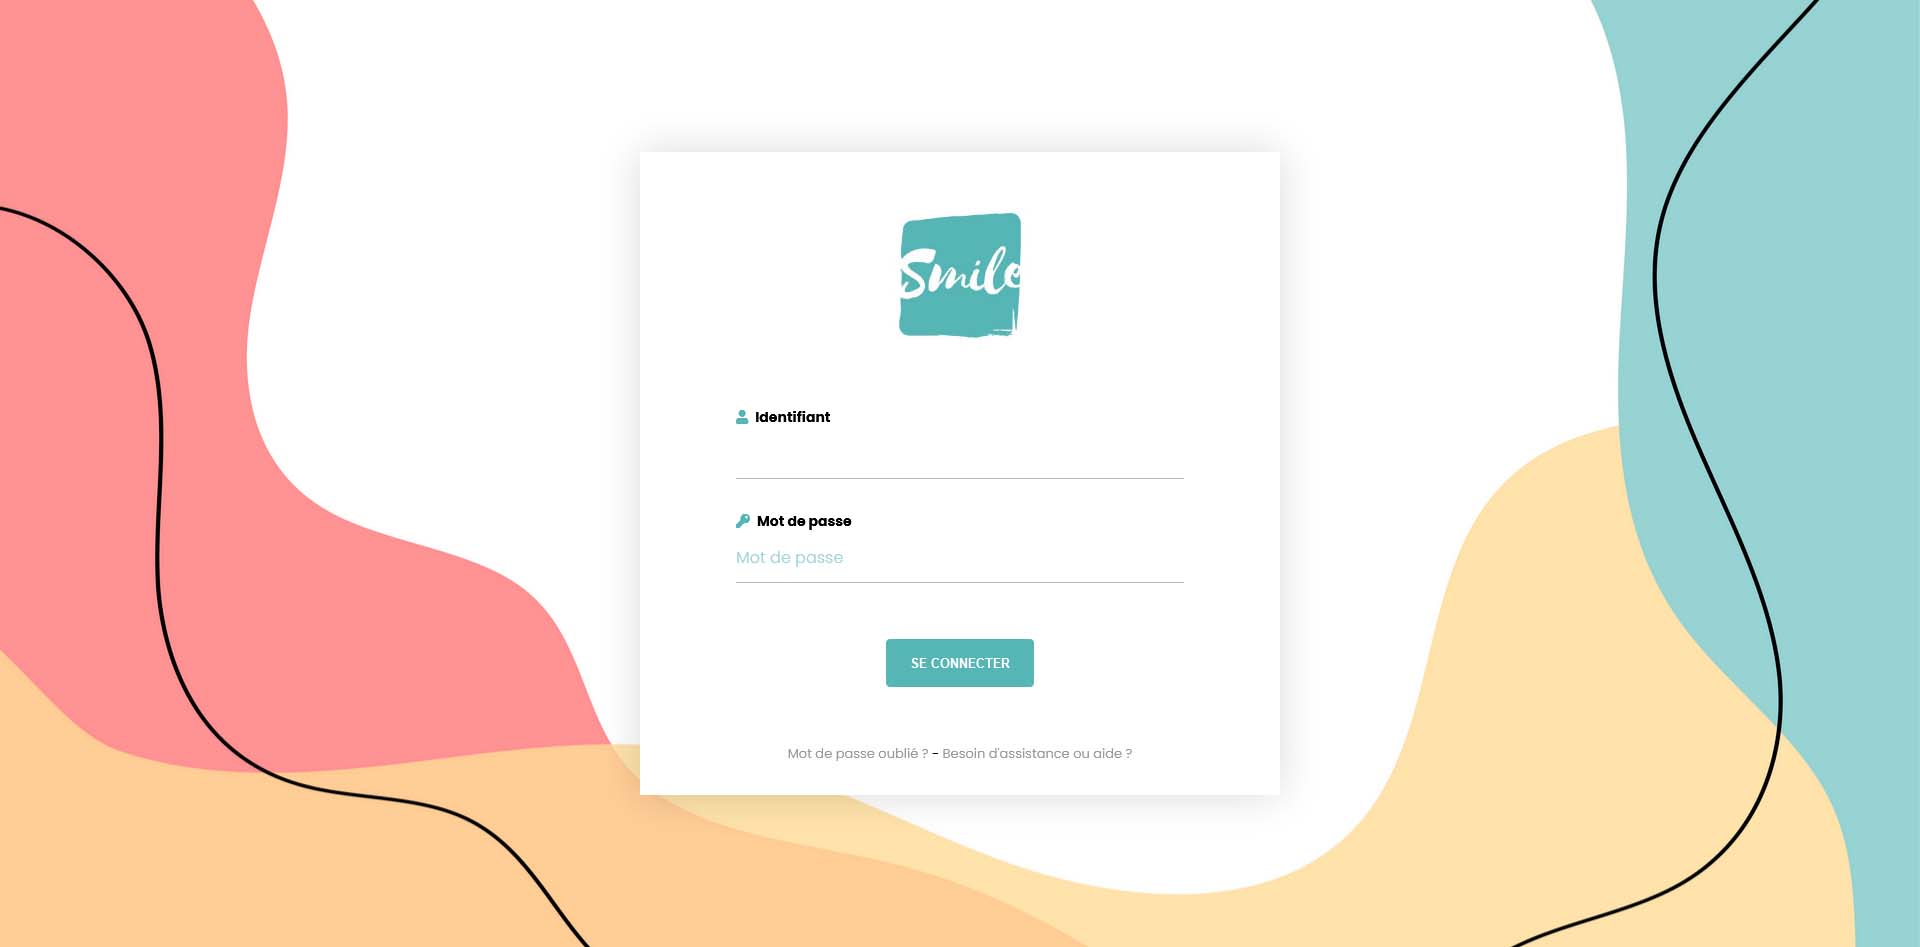 Smile
Identifiant
Mot de passe
Mot de passe
SE CONNECTER
Mot de passe oublié ? - Besoin d'assistance ou aide ?